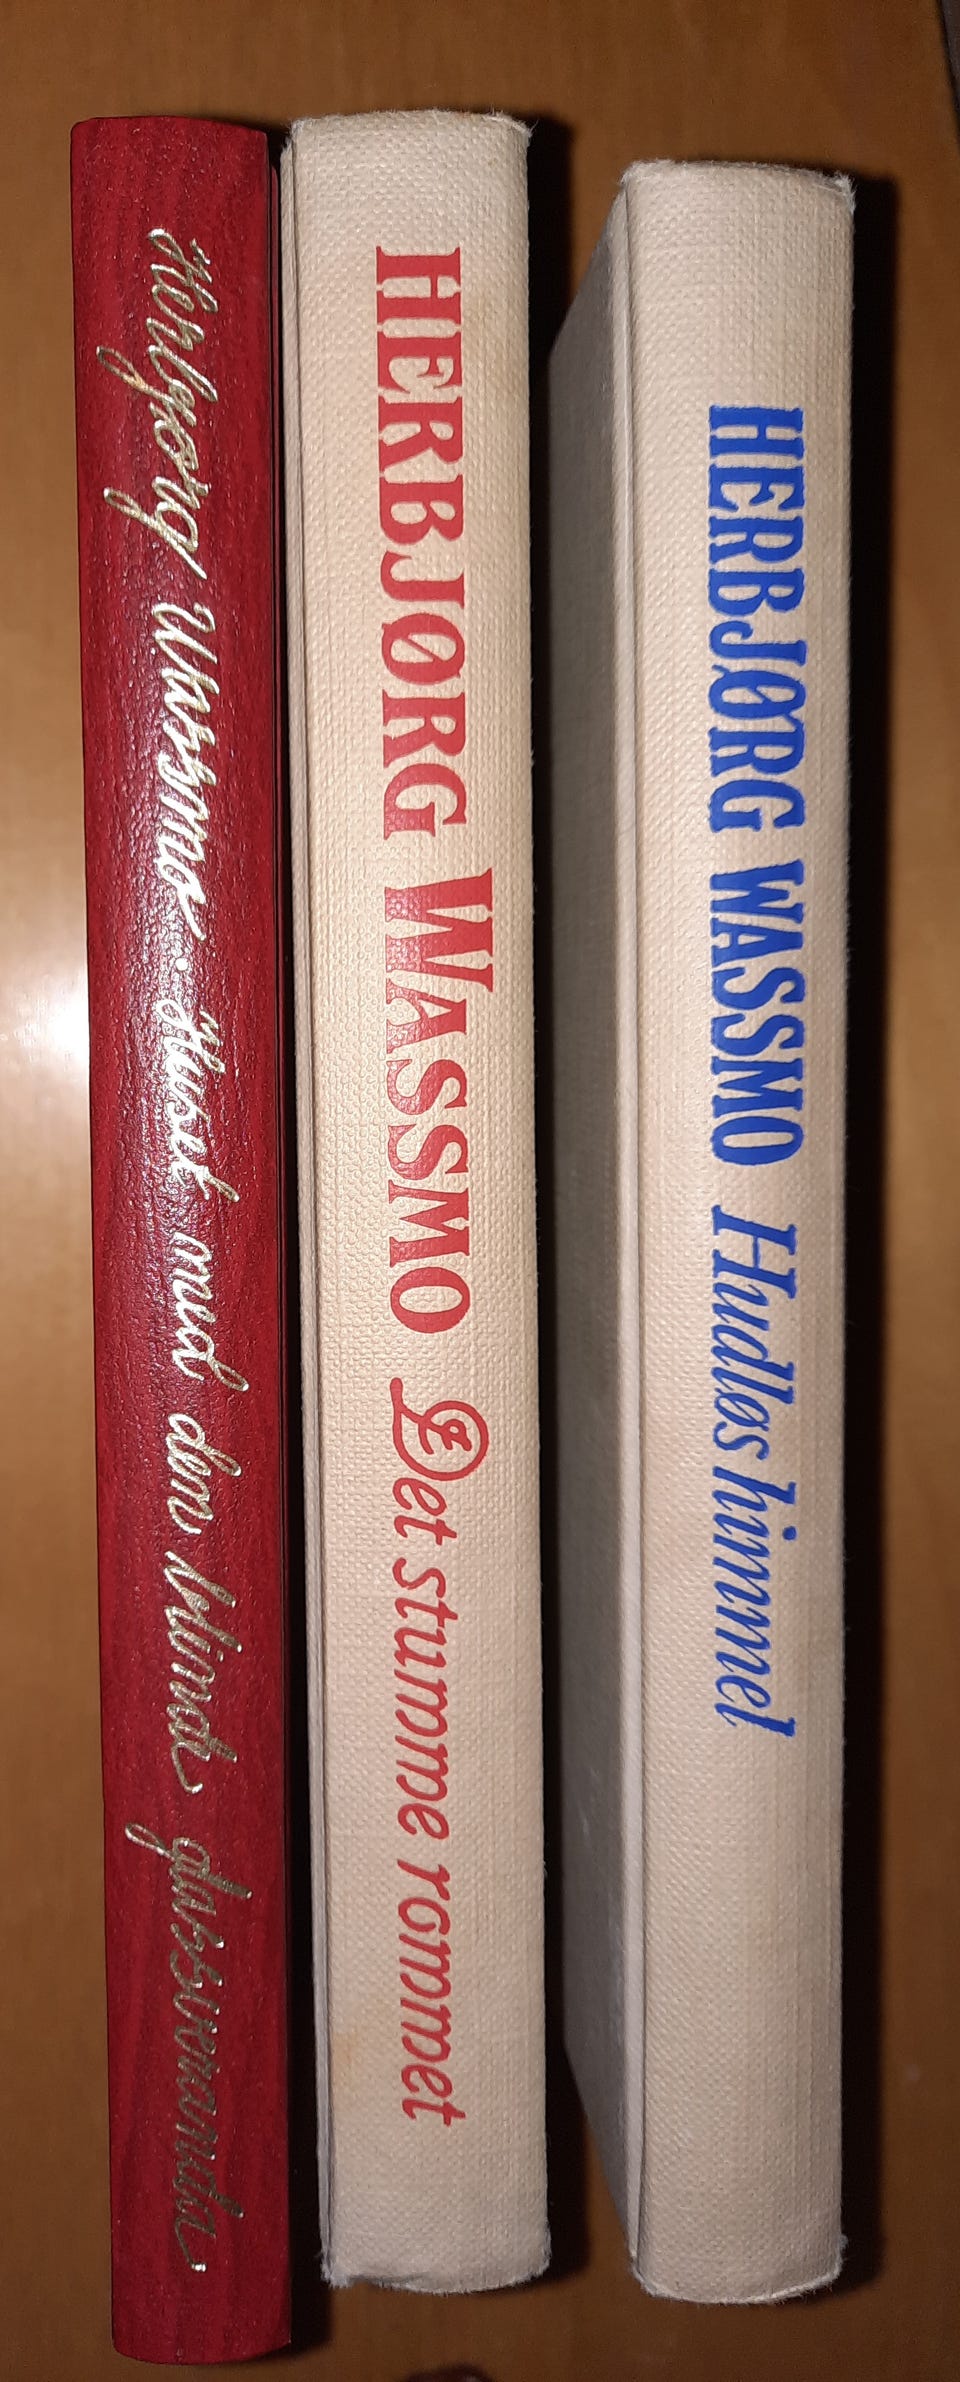 Herbjørg Wassmo: Huset med den blinde glassveranda
HERBJØRG WASSMO Det stumme rommet
HERBJØRG WASSMO Hudløs himmel